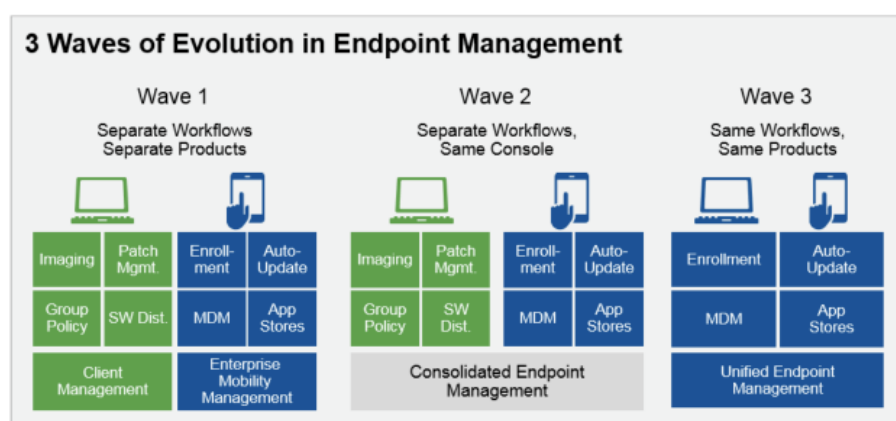 3 Waves of Evolution in Endpoint Management
Wave 1
Separate Workflows
Separate Products
Imaging
Patch
Mgmt.
Enroll-
ment
Auto-
Update
Group
Policy
SW Dist.
MDM
App
Stores
Client
Management
Enterprise
Mobility
Management
Wave 2
Separate Workflows,
Same Console
Imaging
Patch
Mgmt.
Enroll-
ment
Auto-
Update
Group
Policy
SW
Dist.
MDM
App
Stores
Consolidated Endpoint
Management
Wave 3
Same Workflows,
Same Products
Enrollment
Auto-
Update
MDM
App
Stores
Unified Endpoint
Management